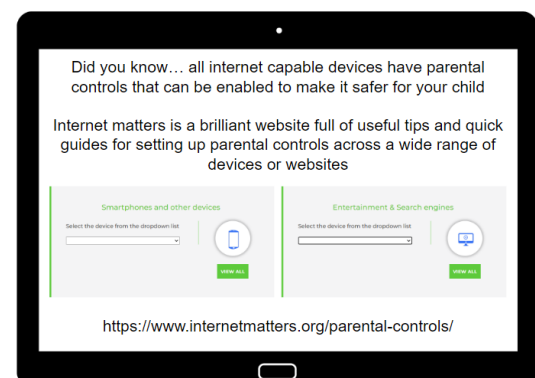 Did you know… all internet capable devices have parental
controls that can be enabled to make it safer for your child
Internet matters is a brilliant website full of useful tips and quick
guides for setting up parental controls across a wide range of
devices or websites
Smartphones and other devices
Select the device from the dropdown list
VIEW ALL
Entertainment & Search engines
Select the device from the dropdown list
VIEW ALL
https://www.internetmatters.org/parental-controls/